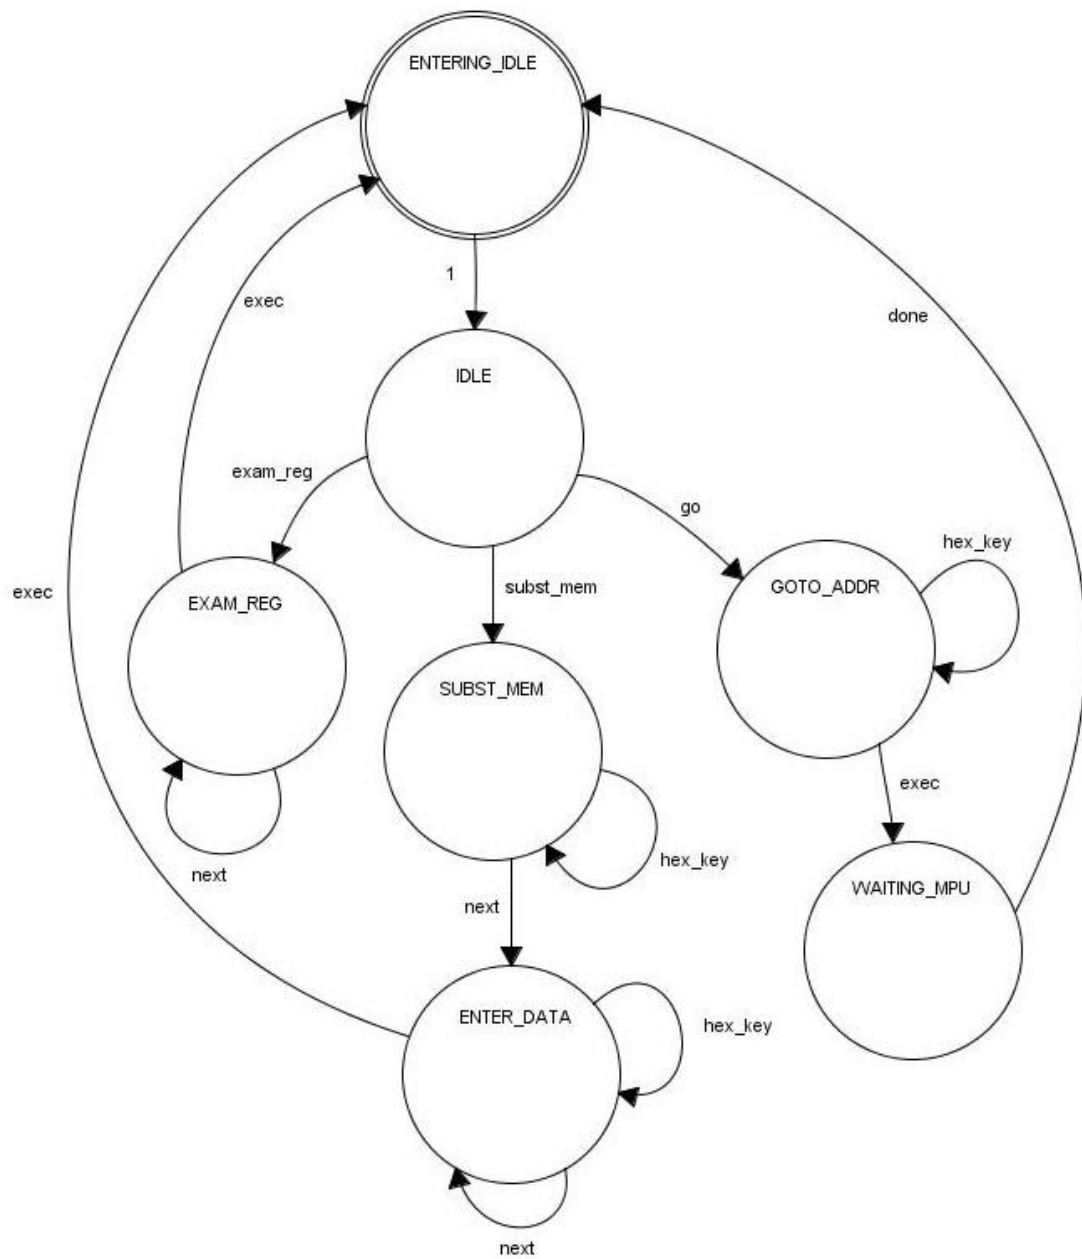 ENTERING_IDLE
1
exec
done
IDLE
exam_reg
go
hex_key
exec
subst_mem
GOTO_ADDR
EXAM_REG
SUBST_MEM
exec
next
hex_key
WAITING_MPU
next
ENTER_DATA
hex_key
next